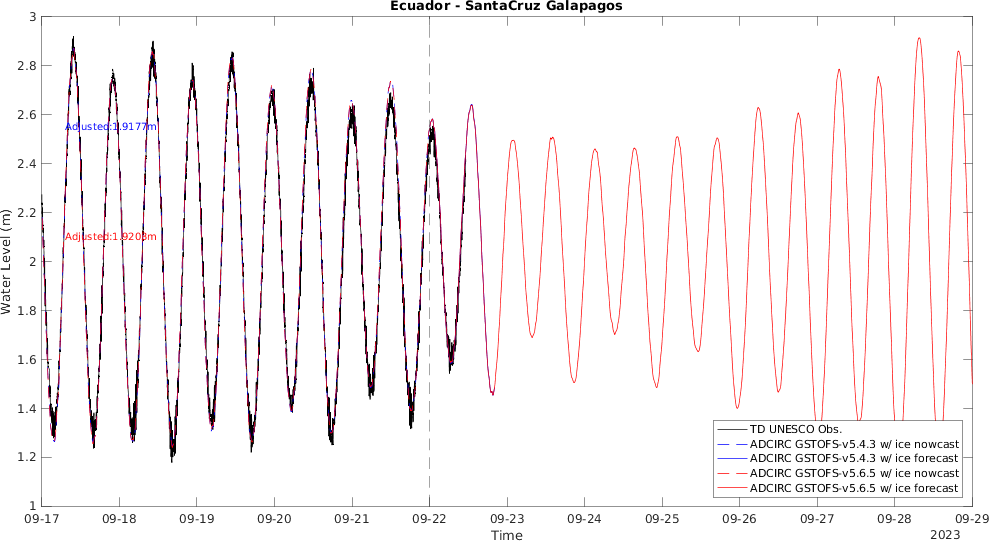 Ecuador - SantaCruz Galapagos
3
2.8
2.6
2.4
2.2
2
1.8
1.6
1.4
1.2
1
Water Level (m)
Adjusted:1.9177m
Adjusted:1.9203m
TD UNESCO Obs.
ADCIRC GSTOFS-v5.4.3 w/ ice nowcast
ADCIRC GSTOFS-v5.4.3 w/ ice forecast
ADCIRC GSTOFS-v5.6.5 w/ ice nowcast
ADCIRC GSTOFS-v5.6.5 w/ ice forecast
09-17 09-18 09-19 09-20 09-21 09-22 09-23 09-24 09-25 09-26 09-27 09-28 09-29
Time
2023